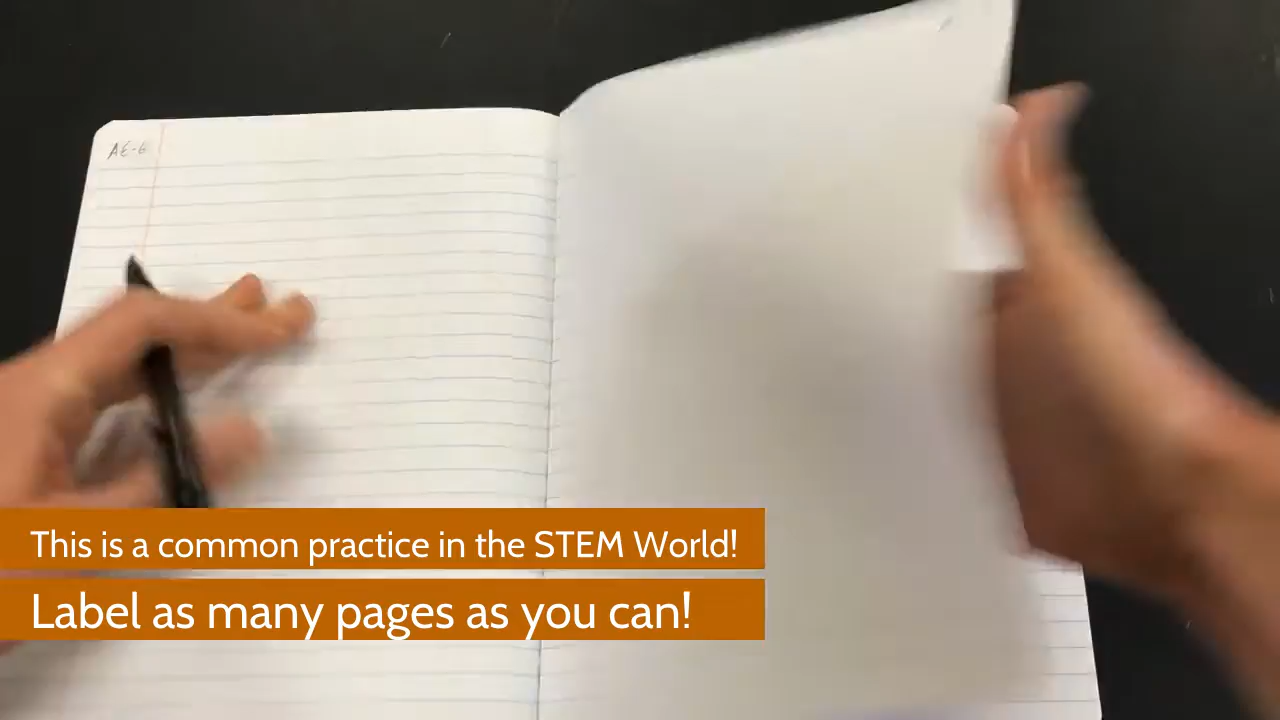 AE-6
This is a common practice in the STEM World!
Label as many pages as you can!